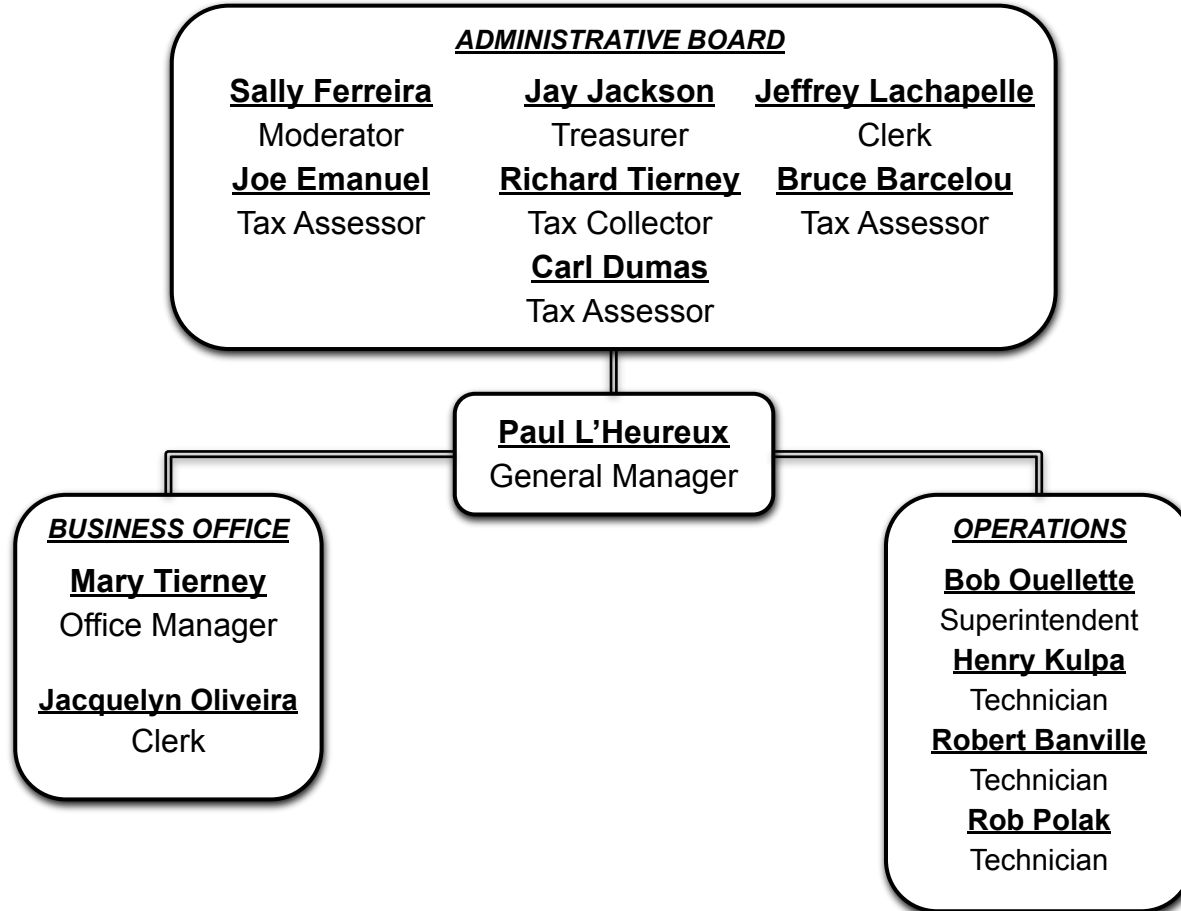 ADMINISTRATIVE BOARD
Sally Ferreira Jay Jackson Jeffrey Lachapelle
Moderator Treasurer Clerk
Joe Emanuel Richard Tierney Bruce Barcelou
Tax Assessor Tax Collector Tax Assessor
Carl Dumas
Tax Assessor
Paul L’Heureux
General Manager
BUSINESS OFFICE
Mary Tierney
Office Manager
Jacquelyn Oliveira
Clerk
OPERATIONS
Bob Ouellette
Superintendent
Henry Kulpa
Technician
Robert Banville
Technician
Rob Polak
Technician